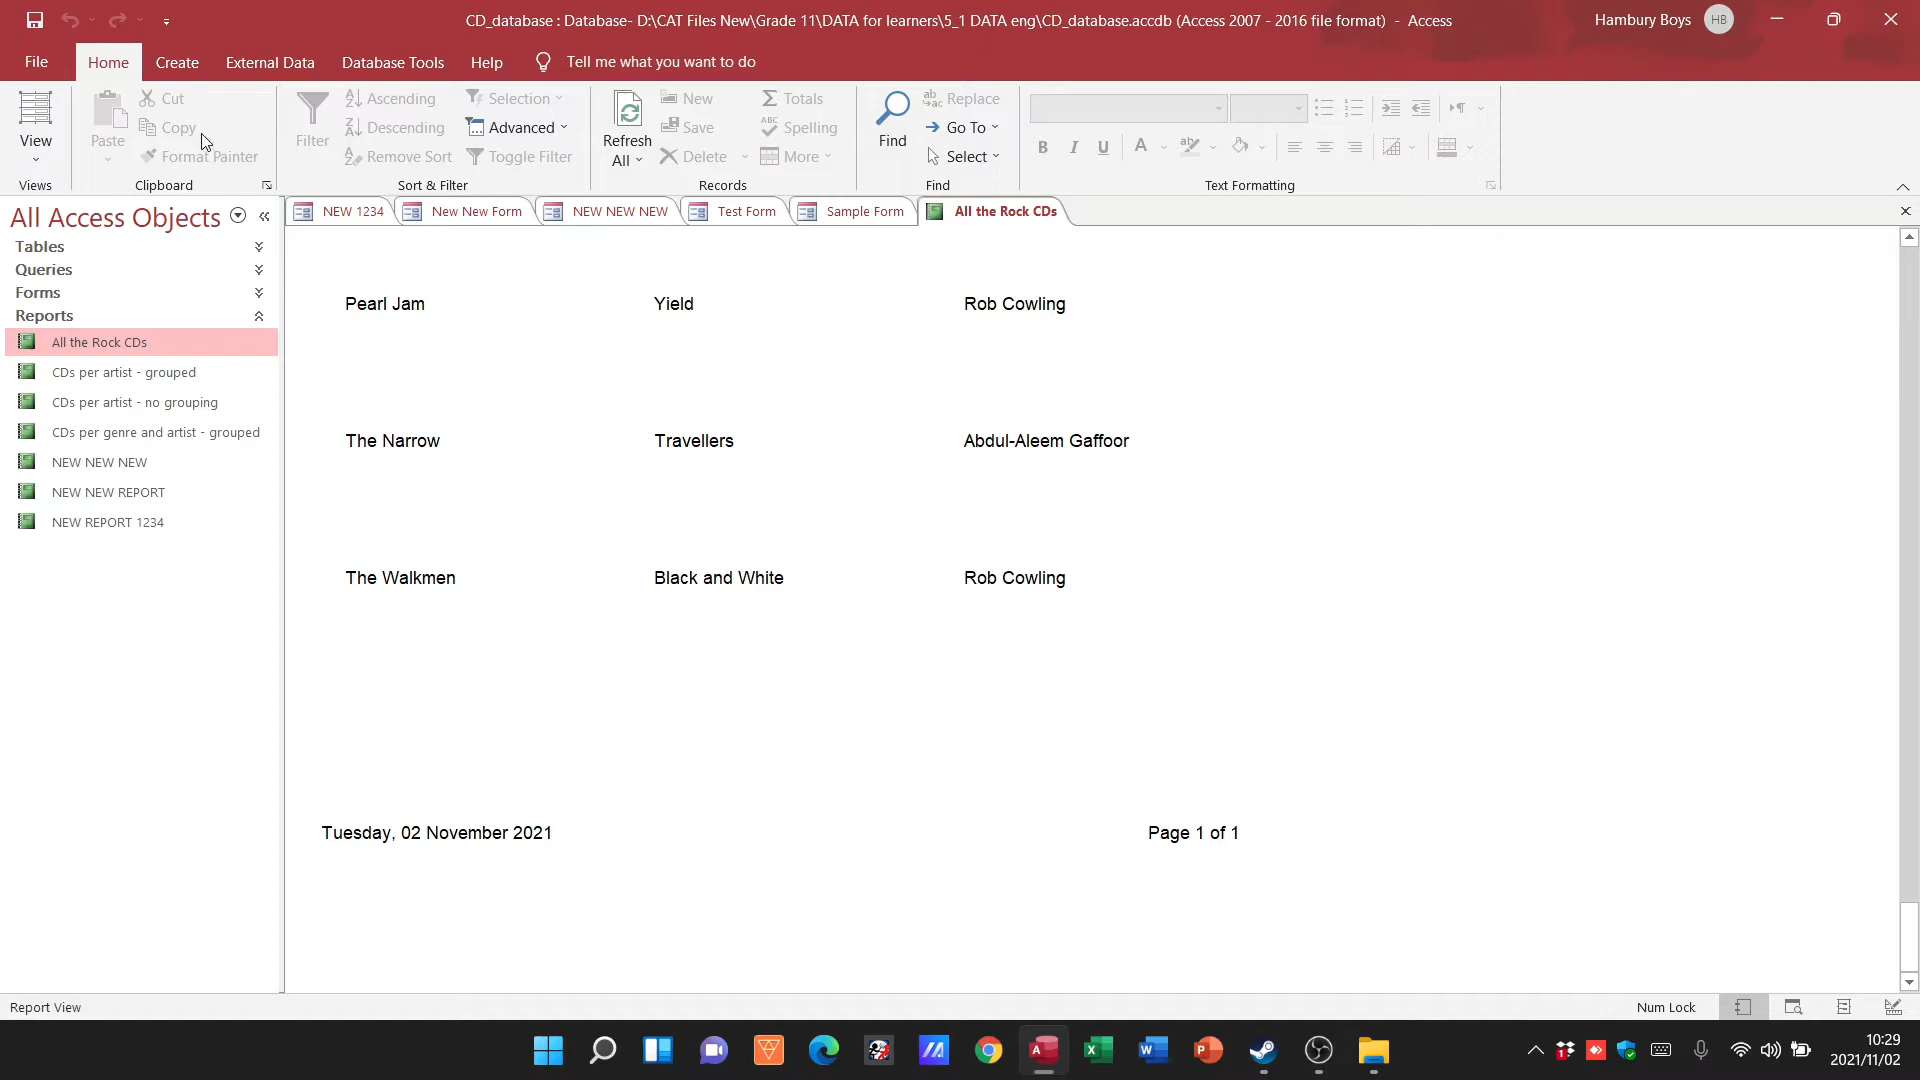 CD_database : Database- D:\CAT Files New\Grade 11\DATA for learners\5_1 DATA eng\CD_database.accdb (Access 2007 - 2016 file format) - Access
Hambury Boys HB
File Home Create External Data Database Tools Help Tell me what you want to do
View
Views
Paste
Cut
Copy
Format Painter
Clipboard
Filter
Ascending
Descending
Remove Sort
Selection
Advanced
Toggle Filter
Sort & Filter
Refresh
All
New
Save
Delete
Totals
Spelling
More
Records
Find
Replace
Go To
Select
Find
B I U A
Text Formatting
All Access Objects
Tables
Queries
Forms
Reports
All the Rock CDs
CDs per artist - grouped
CDs per artist - no grouping
CDs per genre and artist - grouped
NEW NEW NEW
NEW NEW REPORT
NEW REPORT 1234
NEW 1234 New New Form NEW NEW NEW Test Form Sample Form All the Rock CDs
Pearl Jam Yield Rob Cowling
The Narrow Travellers Abdul-Aleem Gaffoor
The Walkmen Black and White Rob Cowling
Tuesday, 02 November 2021 Page 1 of 1
Report View Num Lock
10:29
2021/11/02